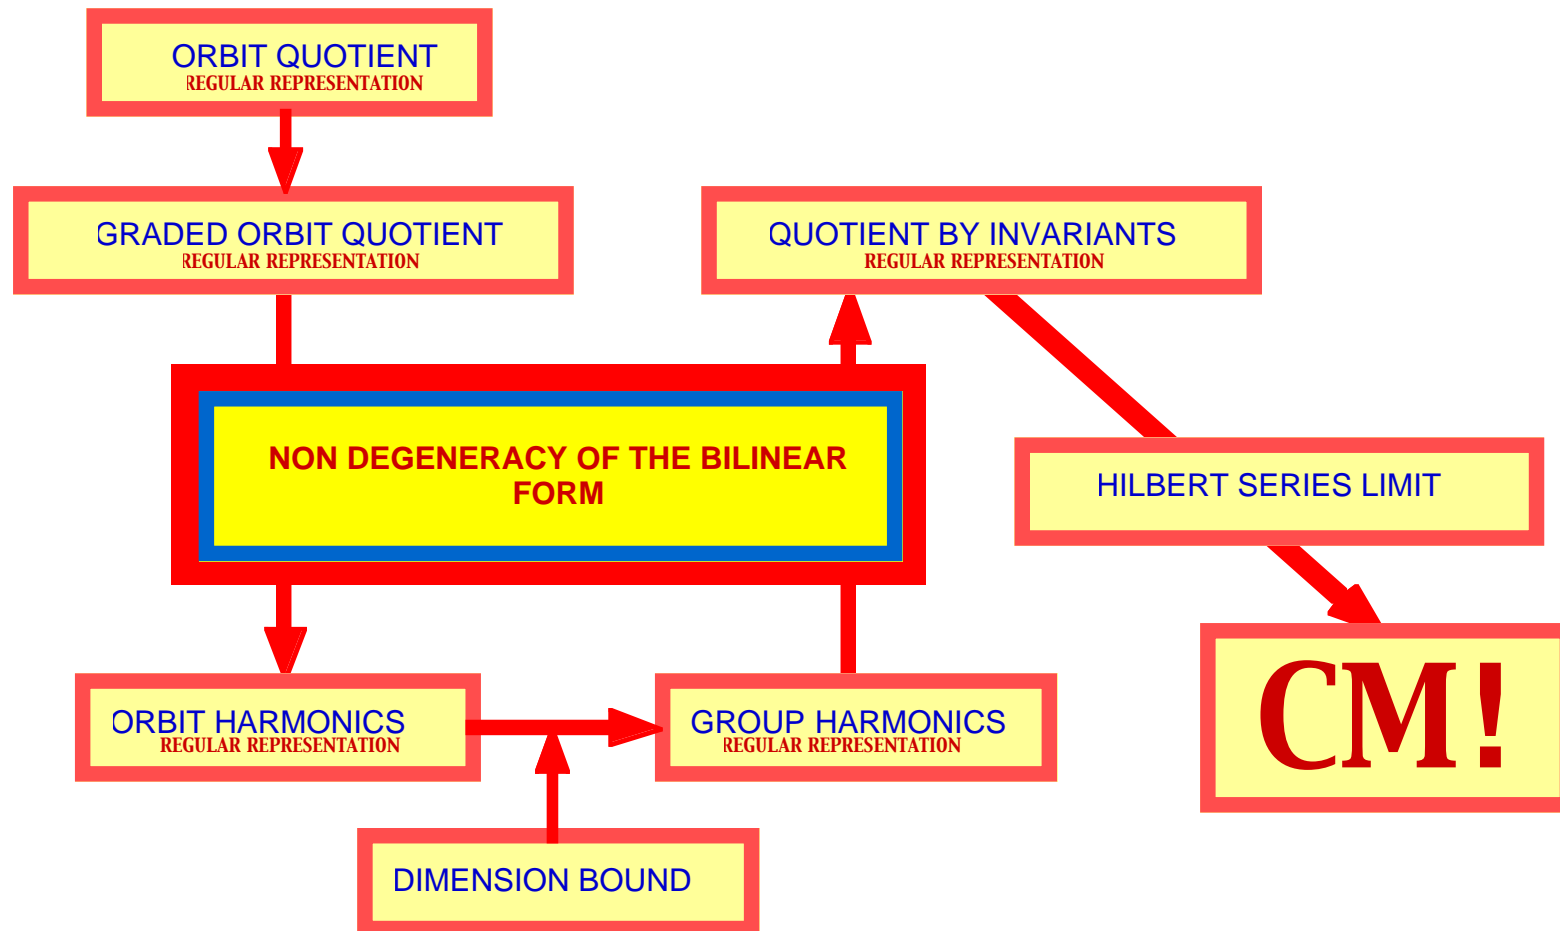 ORBIT QUOTIENT
REGULAR REPRESENTATION
GRADED ORBIT QUOTIENT
REGULAR REPRESENTATION
QUOTIENT BY INVARIANTS
REGULAR REPRESENTATION
NON DEGENERACY OF THE BILINEAR
FORM
HILBERT SERIES LIMIT
CM!
ORBIT HARMONICS
REGULAR REPRESENTATION
GROUP HARMONICS
REGULAR REPRESENTATION
DIMENSION BOUND